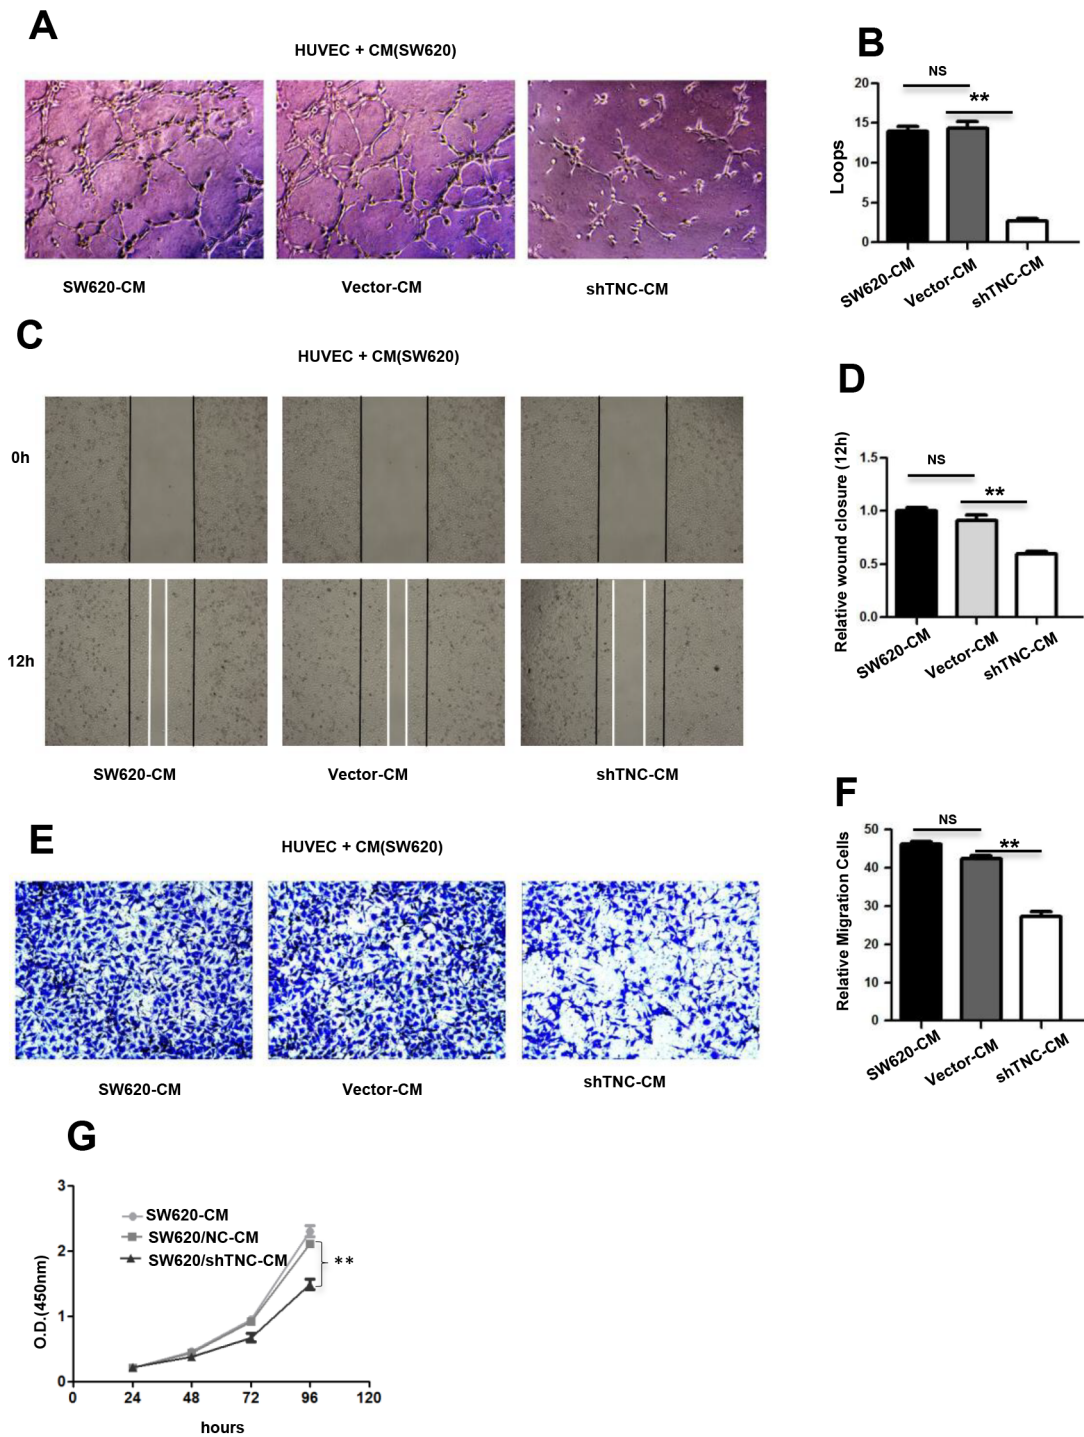 A
HUVEC + CM(SW620)
SW620-CM
Vector-CM
shTNC-CM
B
Loops
20
15
10
5
0
NS
**
SW620-CM
Vector-CM
shTNC-CM
C
HUVEC + CM(SW620)
0h
12h
SW620-CM
Vector-CM
shTNC-CM
D
Relative wound closure (12h)
1.5
1.0
0.5
0.0
NS
**
SW620-CM
Vector-CM
shTNC-CM
E
HUVEC + CM(SW620)
SW620-CM
Vector-CM
shTNC-CM
F
Relative Migration Cells
50
40
30
20
10
0
NS
**
SW620-CM
Vector-CM
shTNC-CM
G
O.D.(450nm)
3
2
1
0
SW620-CM
SW620/NC-CM
SW620/shTNC-CM
**
0 24 48 72 96 120
hours